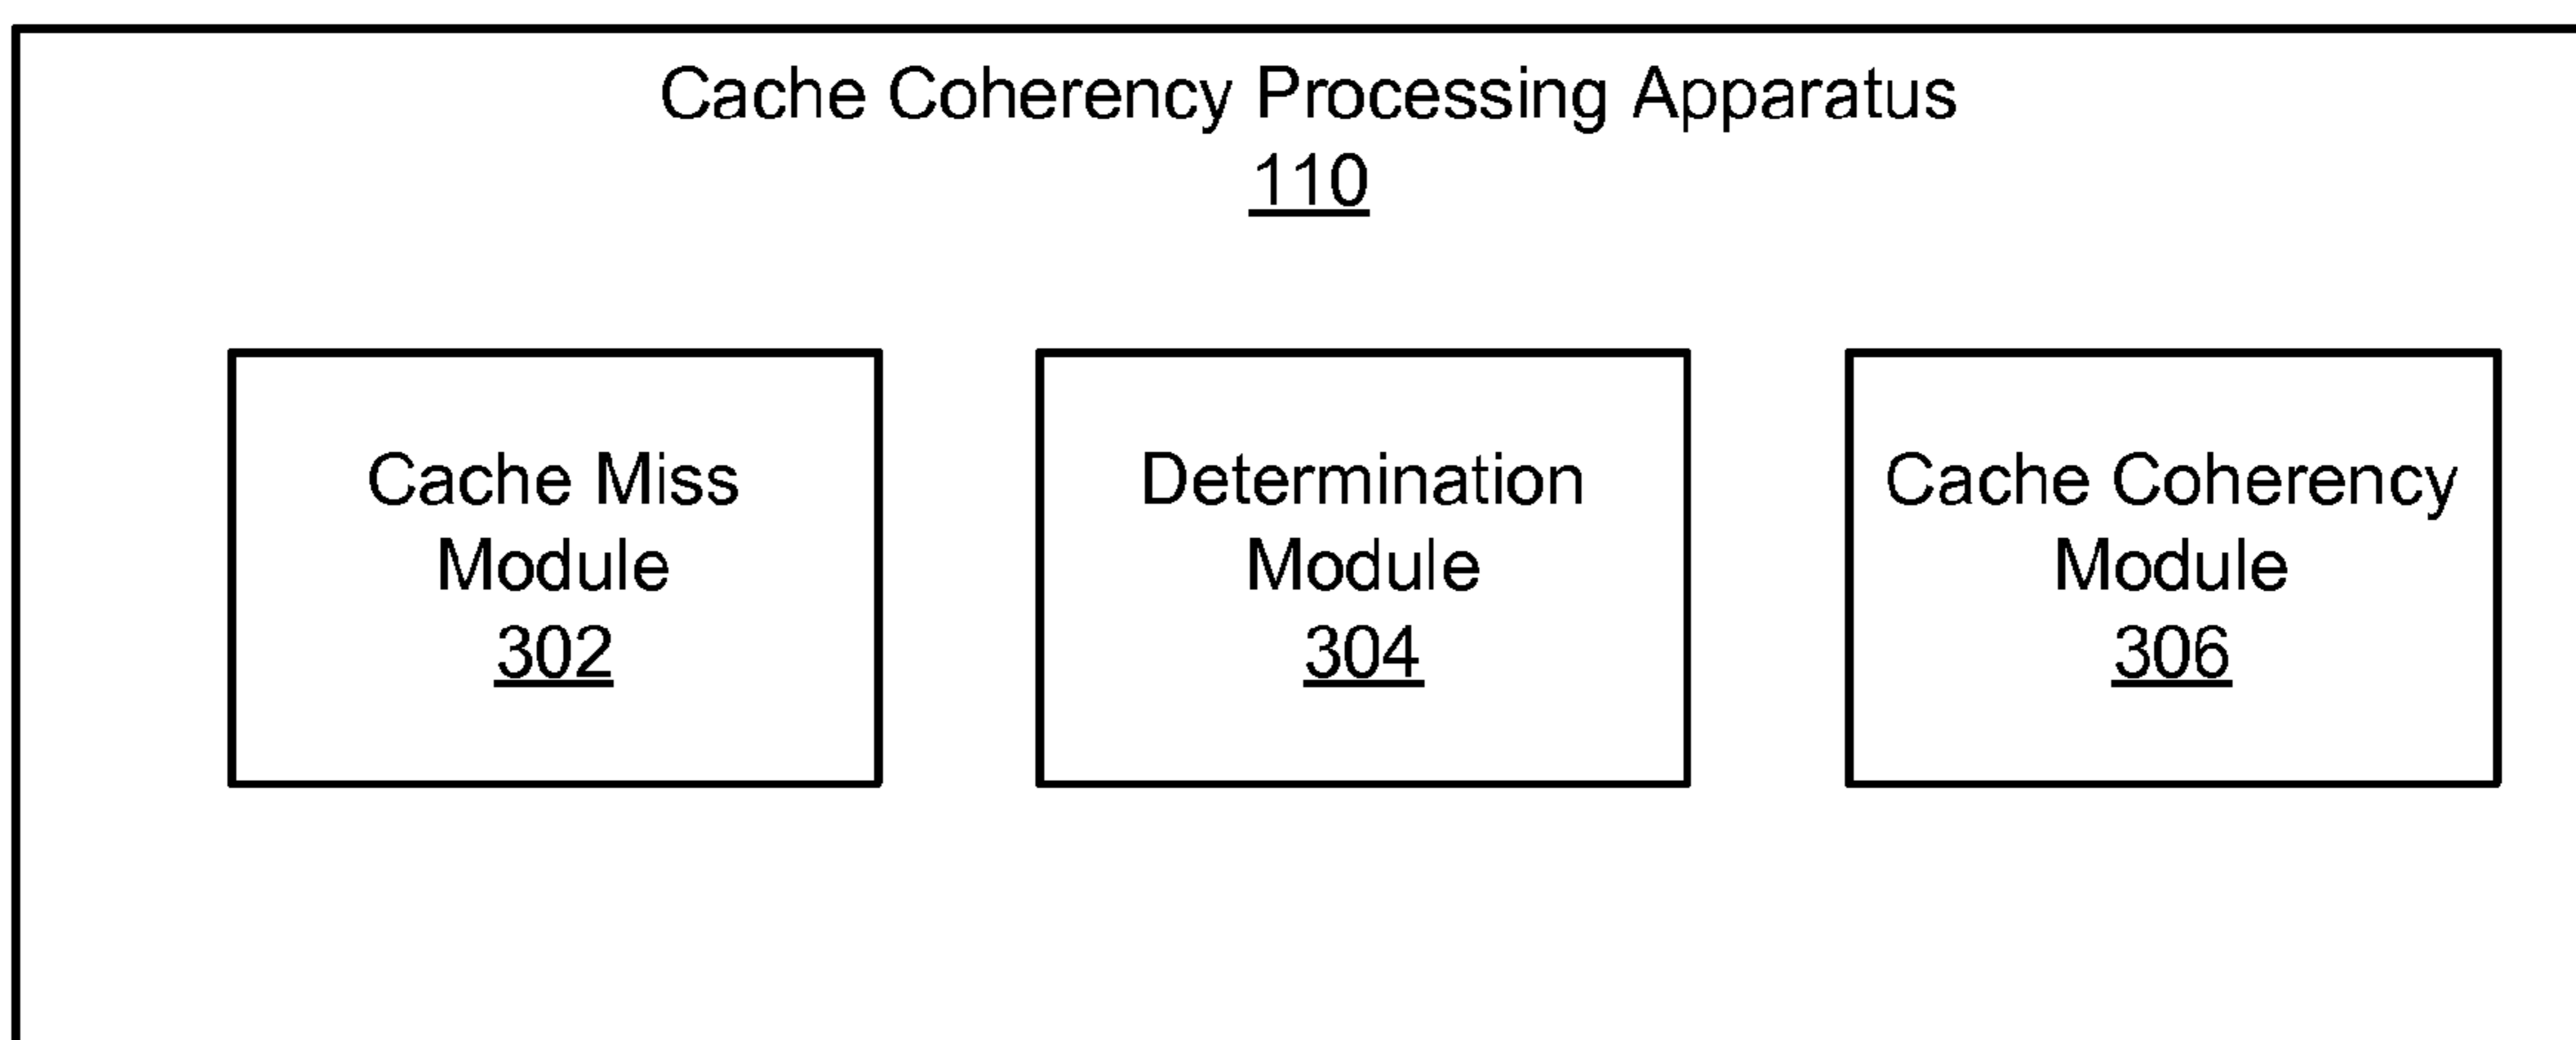 Cache Coherency Processing Apparatus
110
Cache Miss
Module
302
Determination
Module
304
Cache Coherency
Module
306